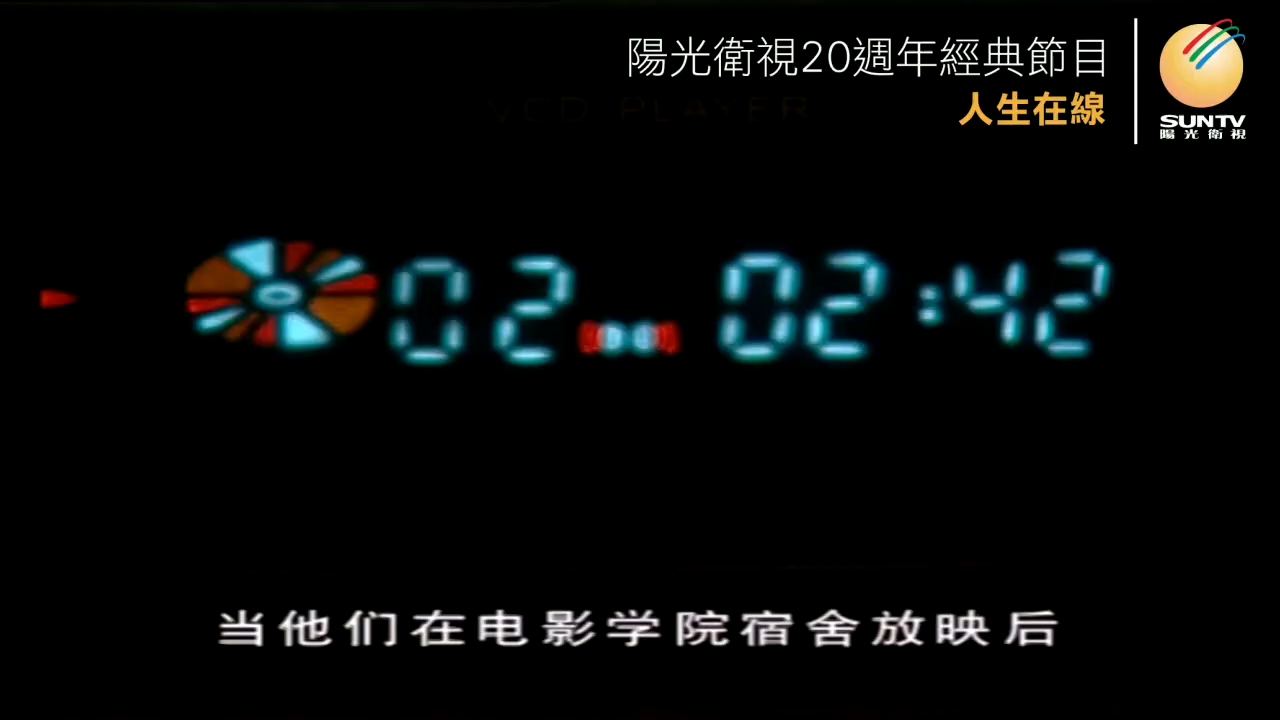 陽光衛視20週年經典節目
人生在線
SUNTV
陽光衛視
VCD PLAYER
02 02:42
当他们在电影学院宿舍放映后